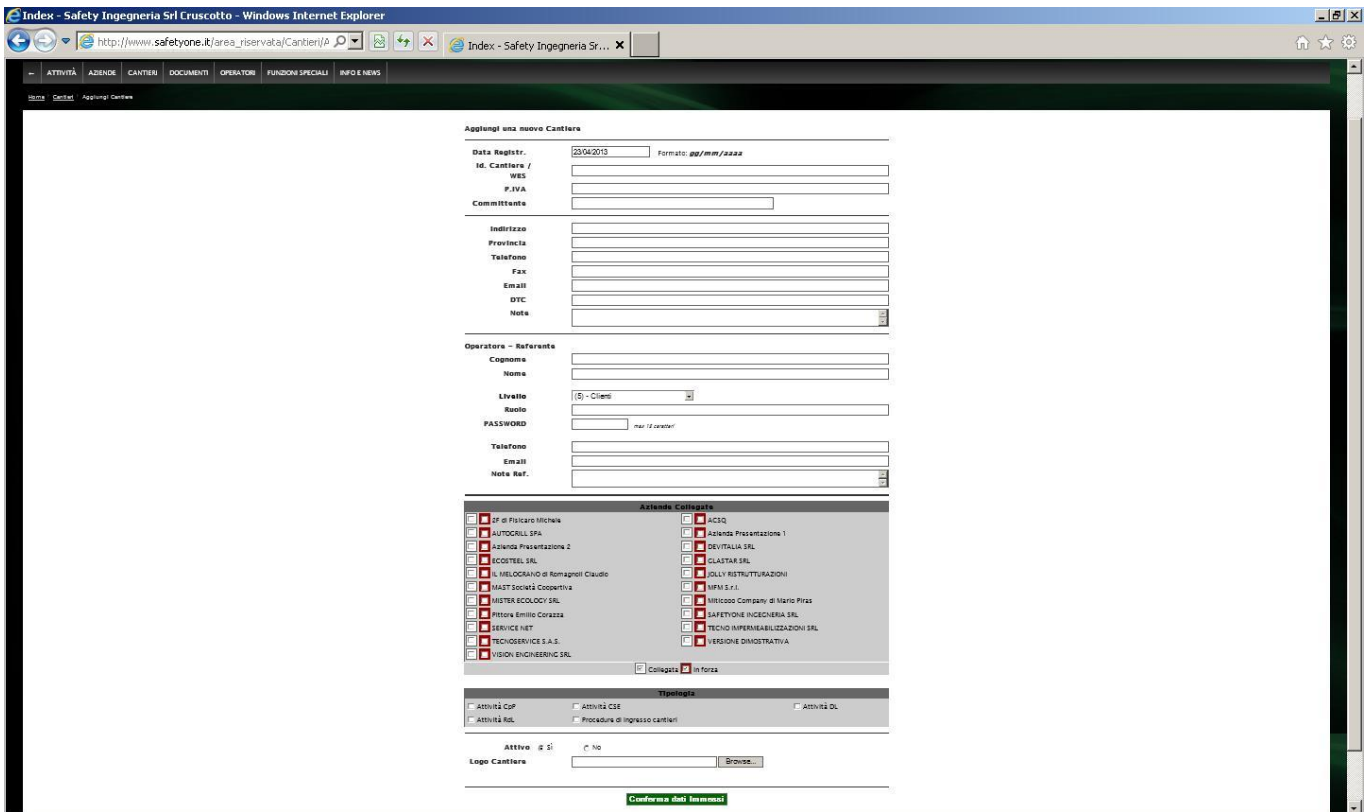 Index - Safety Ingegneria Srl Cruscotto - Windows Internet Explorer
http://www.safetyone.it/area_riservata/Cantieri/A
Index - Safety Ingegneria Sr...
← ATTIVITÀ AZIENDE CANTIERI DOCUMENTI OPERATORI FUNZIONI SPECIALI INFO E NEWS
Home Cantieri Aggiungi Cantiere
Aggiungi una nuovo Cantiere
Data Registr. 23/04/2013 Formato: gg/mm/aaaa
Id. Cantiere /
WBS
P.IVA
Committente
Indirizzo
Provincia
Telefono
Fax
Email
DTC
Note
Operatore - Referente
Cognome
Nome
Livello (5) - Clienti
Ruolo
PASSWORD max 15 caratteri
Telefono
Email
Note Ref.
Aziende Collegate
2F di Fisicaro Michele ACSQ
AUTOGRILL SPA Azienda Presentazione 1
Azienda Presentazione 2 DEVITALIA SRL
ECOSTEEL SRL GLASTAR SRL
IL MELOGRANO di Romagnoli Claudio JOLLY RISTRUTTURAZIONI
MAST Società Coopertiva MFM S.r.l.
MISTER ECOLOGY SRL Miticoso Company di Mario Piras
Pittore Emilio Corazza SAFETYONE INGEGNERIA SRL
SERVICE NET TECNO IMPERMEABILIZZAZIONI SRL
TECNOSERVICE S.A.S. VERSIONE DIMOSTRATIVA
VISION ENGINEERING SRL
Collegata In forza
Tipologia
Attività CpP Attività CSE Attività DL
Attività RdL Procedure di ingresso cantieri
Attivo Sì No
Logo Cantiere Browse...
Conferma dati Immessi